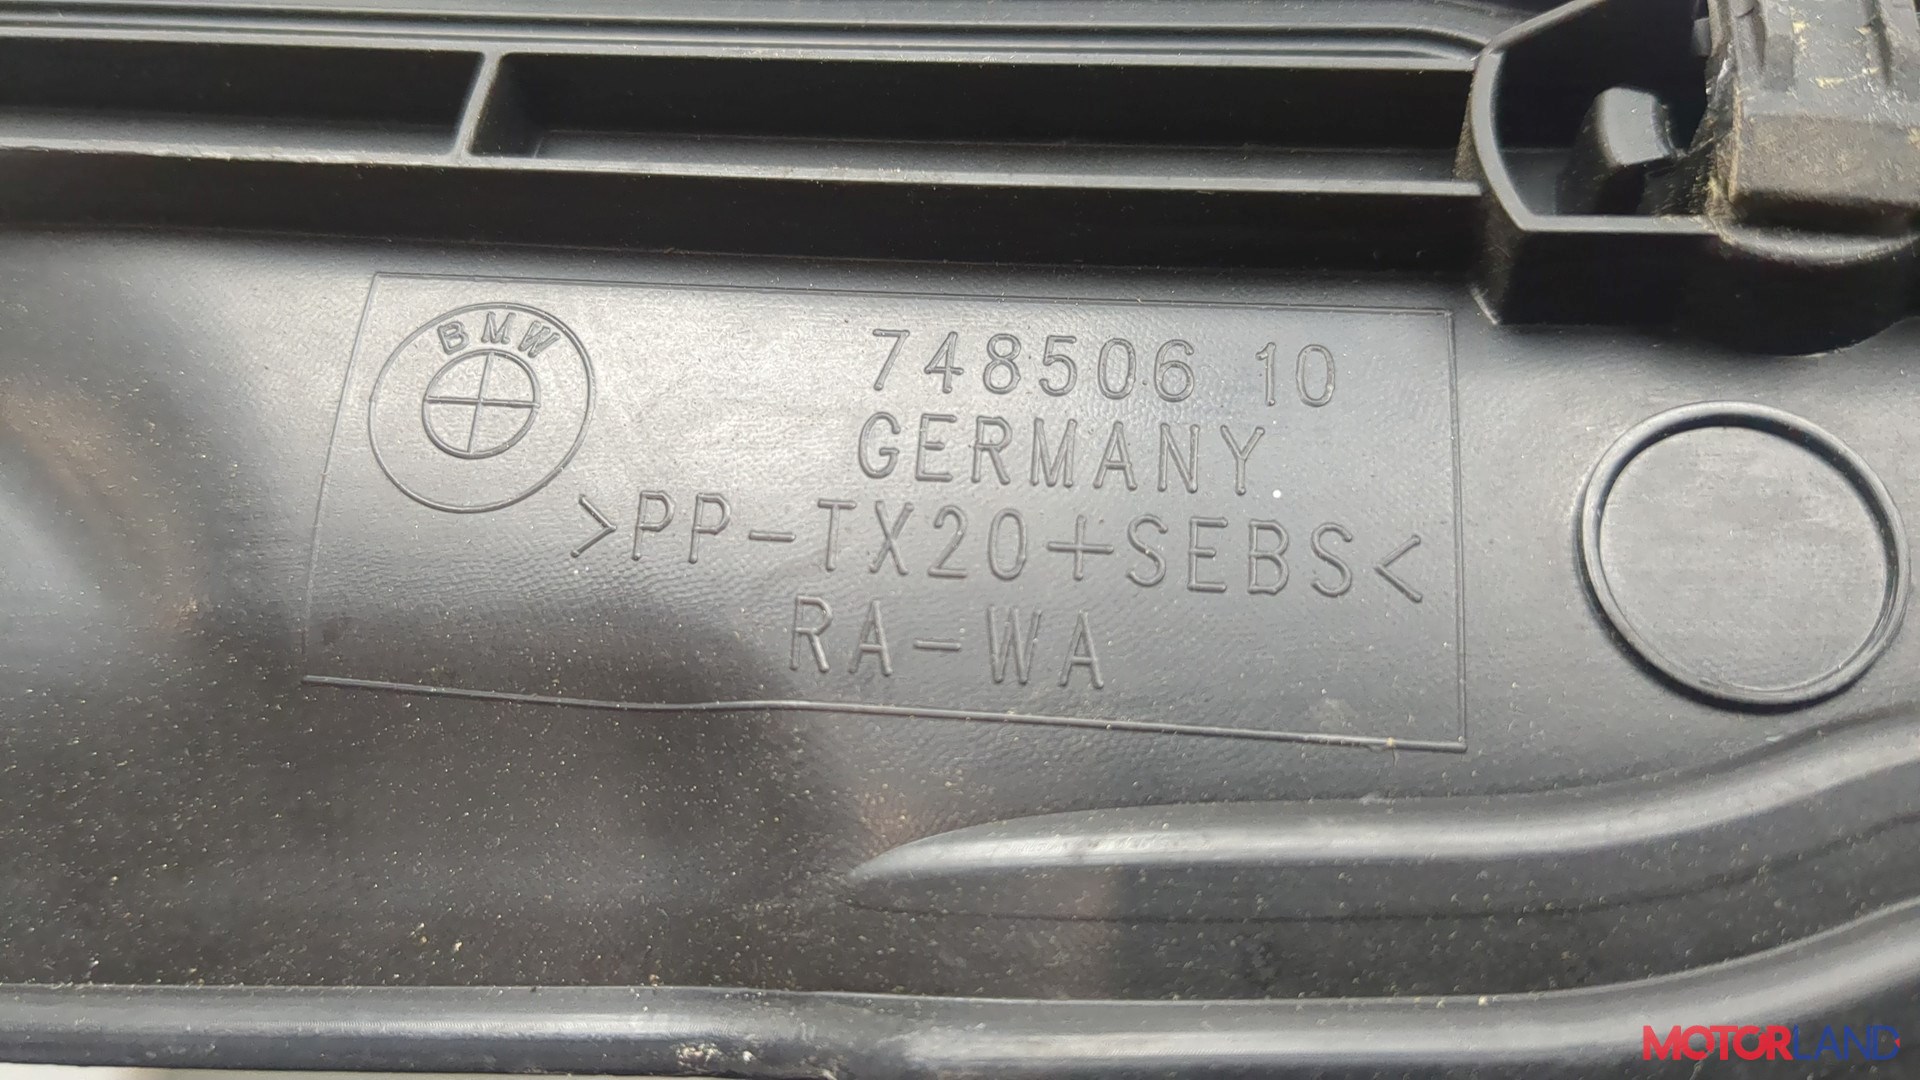 BMW
748506 10
GERMANY
>PP-TX20+SEBS<
RA-WA
MOTORLAND